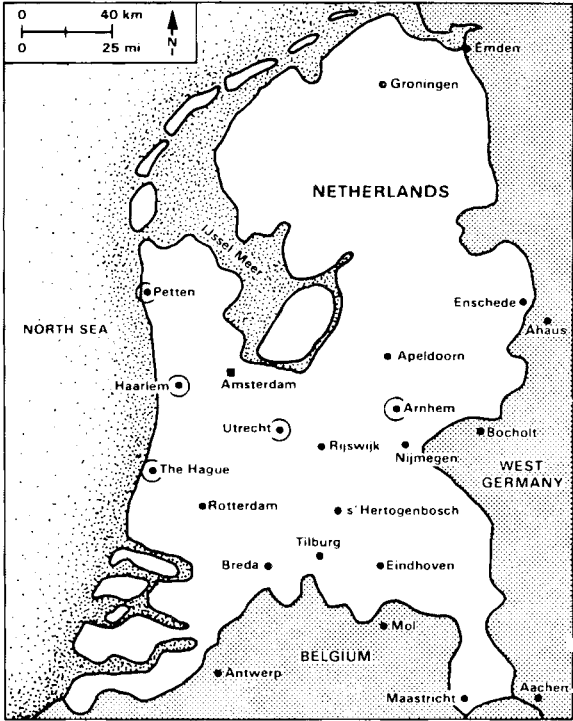 0 40 km
0 25 mi
N
Emden
Groningen
NETHERLANDS
IJssel Meer
Petten
Enschede
NORTH SEA
Ahaus
Apeldoorn
Haarlem
Amsterdam
Arnhem
Utrecht
Bocholt
Rijswijk
Nijmegen
The Hague
WEST
GERMANY
Rotterdam
s' Hertogenbosch
Tilburg
Breda
Eindhoven
Mol
BELGIUM
Antwerp
Maastricht
Aachen